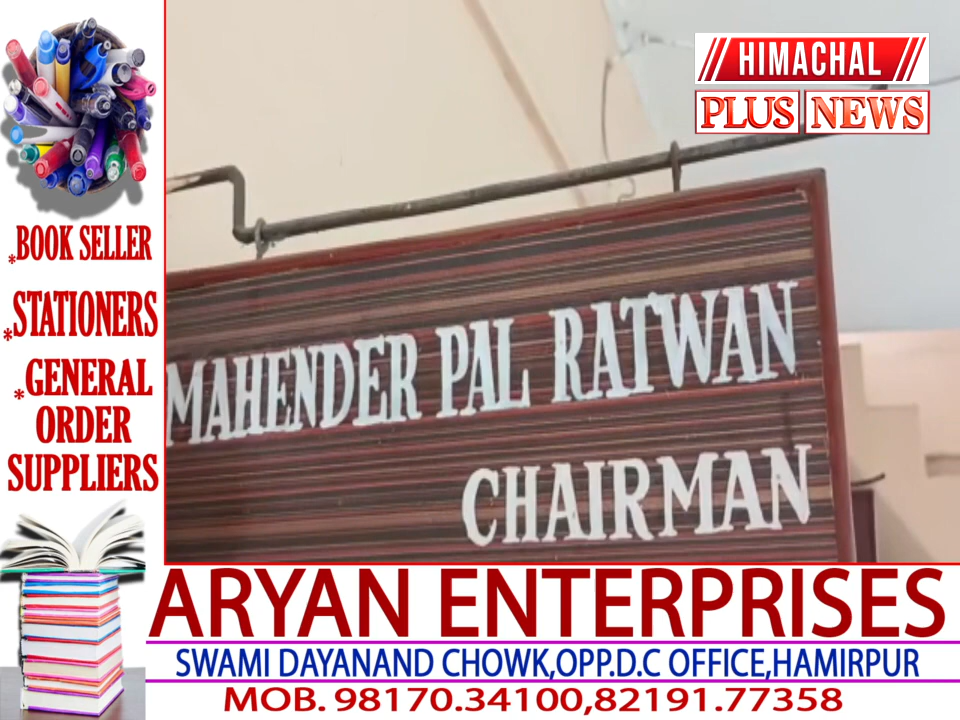 HIMACHAL
PLUS NEWS
*BOOK SELLER
*STATIONERS
*GENERAL
ORDER
SUPPLIERS
MAHENDER PAL RATWAN
CHAIRMAN
ARYAN ENTERPRISES
SWAMI DAYANAND CHOWK,OPP.D.C OFFICE,HAMIRPUR
MOB. 98170.34100,82191.77358